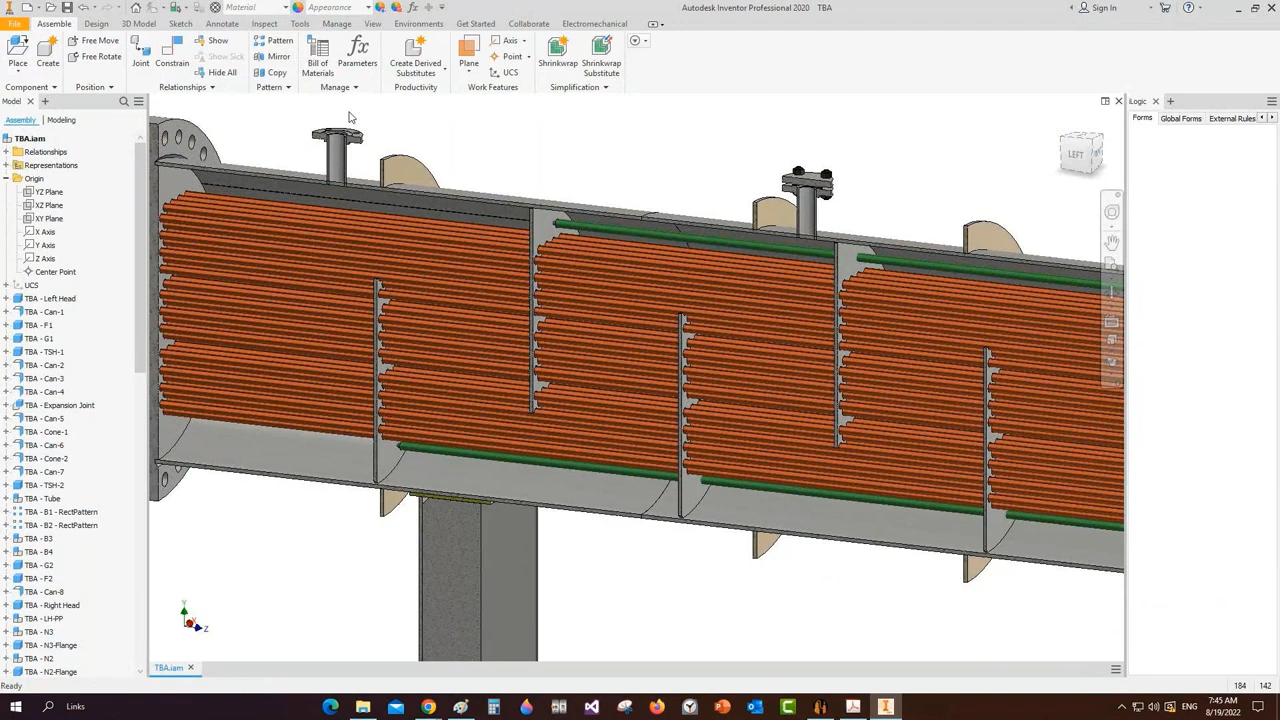 Material
Appearance
Autodesk Inventor Professional 2020 TBA
Sign In
File
Assemble
Design
3D Model
Sketch
Annotate
Inspect
Tools
Manage
View
Environments
Get Started
Collaborate
Electromechanical
Place
Create
Free Move
Free Rotate
Joint
Constrain
Show
Show Sick
Hide All
Pattern
Mirror
Copy
Bill of
Materials
Parameters
Create Derived
Substitutes
Plane
Axis
Point
UCS
Shrinkwrap
Shrinkwrap
Substitute
Component
Position
Relationships
Pattern
Manage
Productivity
Work Features
Simplification
Model
Assembly
Modeling
TBA.iam
Relationships
Representations
Origin
YZ Plane
XZ Plane
XY Plane
X Axis
Y Axis
Z Axis
Center Point
UCS
TBA - Left Head
TBA - Can-1
TBA - F1
TBA - G1
TBA - TSH-1
TBA - Can-2
TBA - Can-3
TBA - Can-4
TBA - Expansion Joint
TBA - Can-5
TBA - Cone-1
TBA - Can-6
TBA - Cone-2
TBA - Can-7
TBA - TSH-2
TBA - Tube
TBA - B1 - RectPattern
TBA - B2 - RectPattern
TBA - B3
TBA - B4
TBA - G2
TBA - F2
TBA - Can-8
TBA - Right Head
TBA - LH-PP
TBA - N3
TBA - N3-Flange
TBA - N2
TBA - N2-Flange
LEFT
Y
Z
iLogic
Forms
Global Forms
External Rules
TBA.iam
Ready
184
142
Links
7:45 AM
8/19/2022